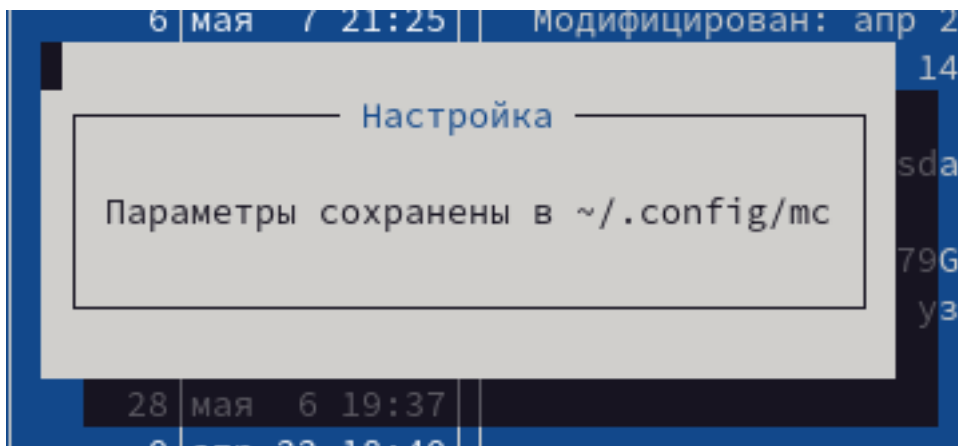 6 мая 7 21:25 Модифицирован: апр 2
14
Настройка
sda
Параметры сохранены в ~/.config/mc
79G
уз
28 мая 6 19:37